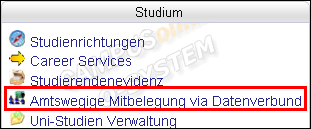 Studium
Studienrichtungen
Career Services
Studierendenevidenz
Amtswegige Mitbelegung via Datenverbund
Uni-Studien Verwaltung